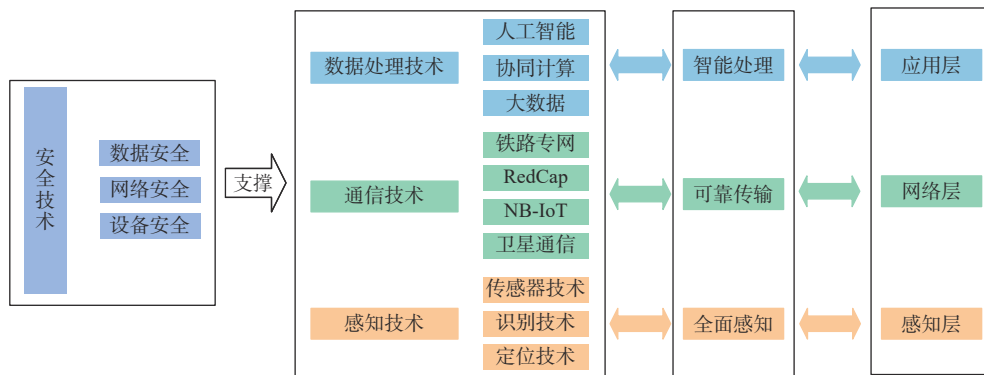 安全技术
数据安全
网络安全
设备安全
支撑
数据处理技术
人工智能
协同计算
大数据
通信技术
铁路专网
RedCap
NB-IoT
卫星通信
感知技术
传感器技术
识别技术
定位技术
智能处理
可靠传输
全面感知
应用层
网络层
感知层